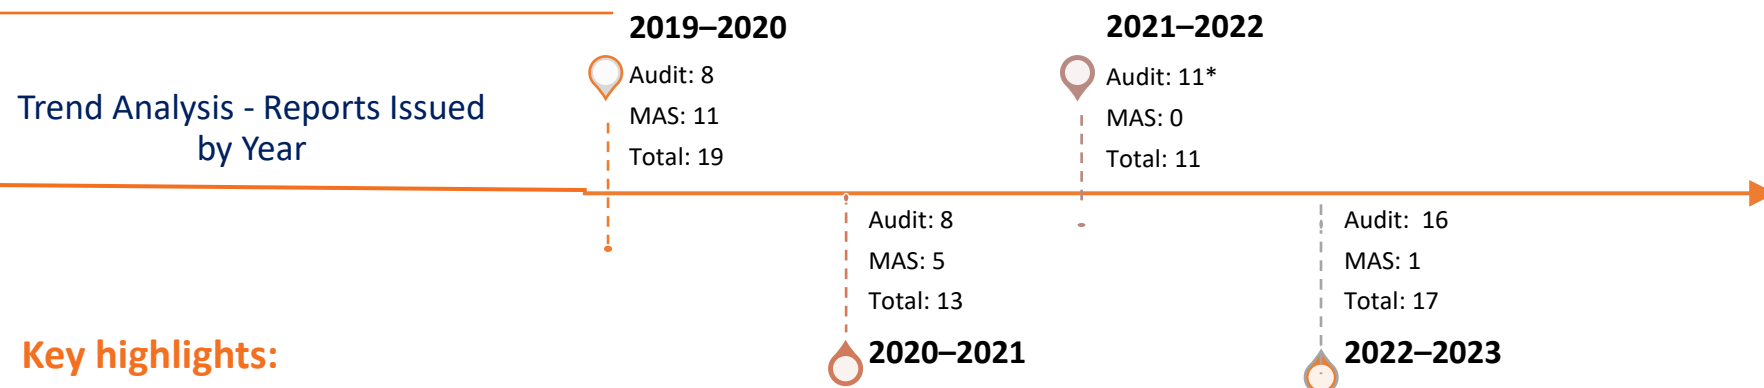 Trend Analysis - Reports Issued
by Year
2019–2020
Audit: 8
MAS: 11
Total: 19
Audit: 8
MAS: 5
Total: 13
2020–2021
2021–2022
Audit: 11*
MAS: 0
Total: 11
Audit:  16
MAS: 1
Total: 17
2022–2023
Key highlights: